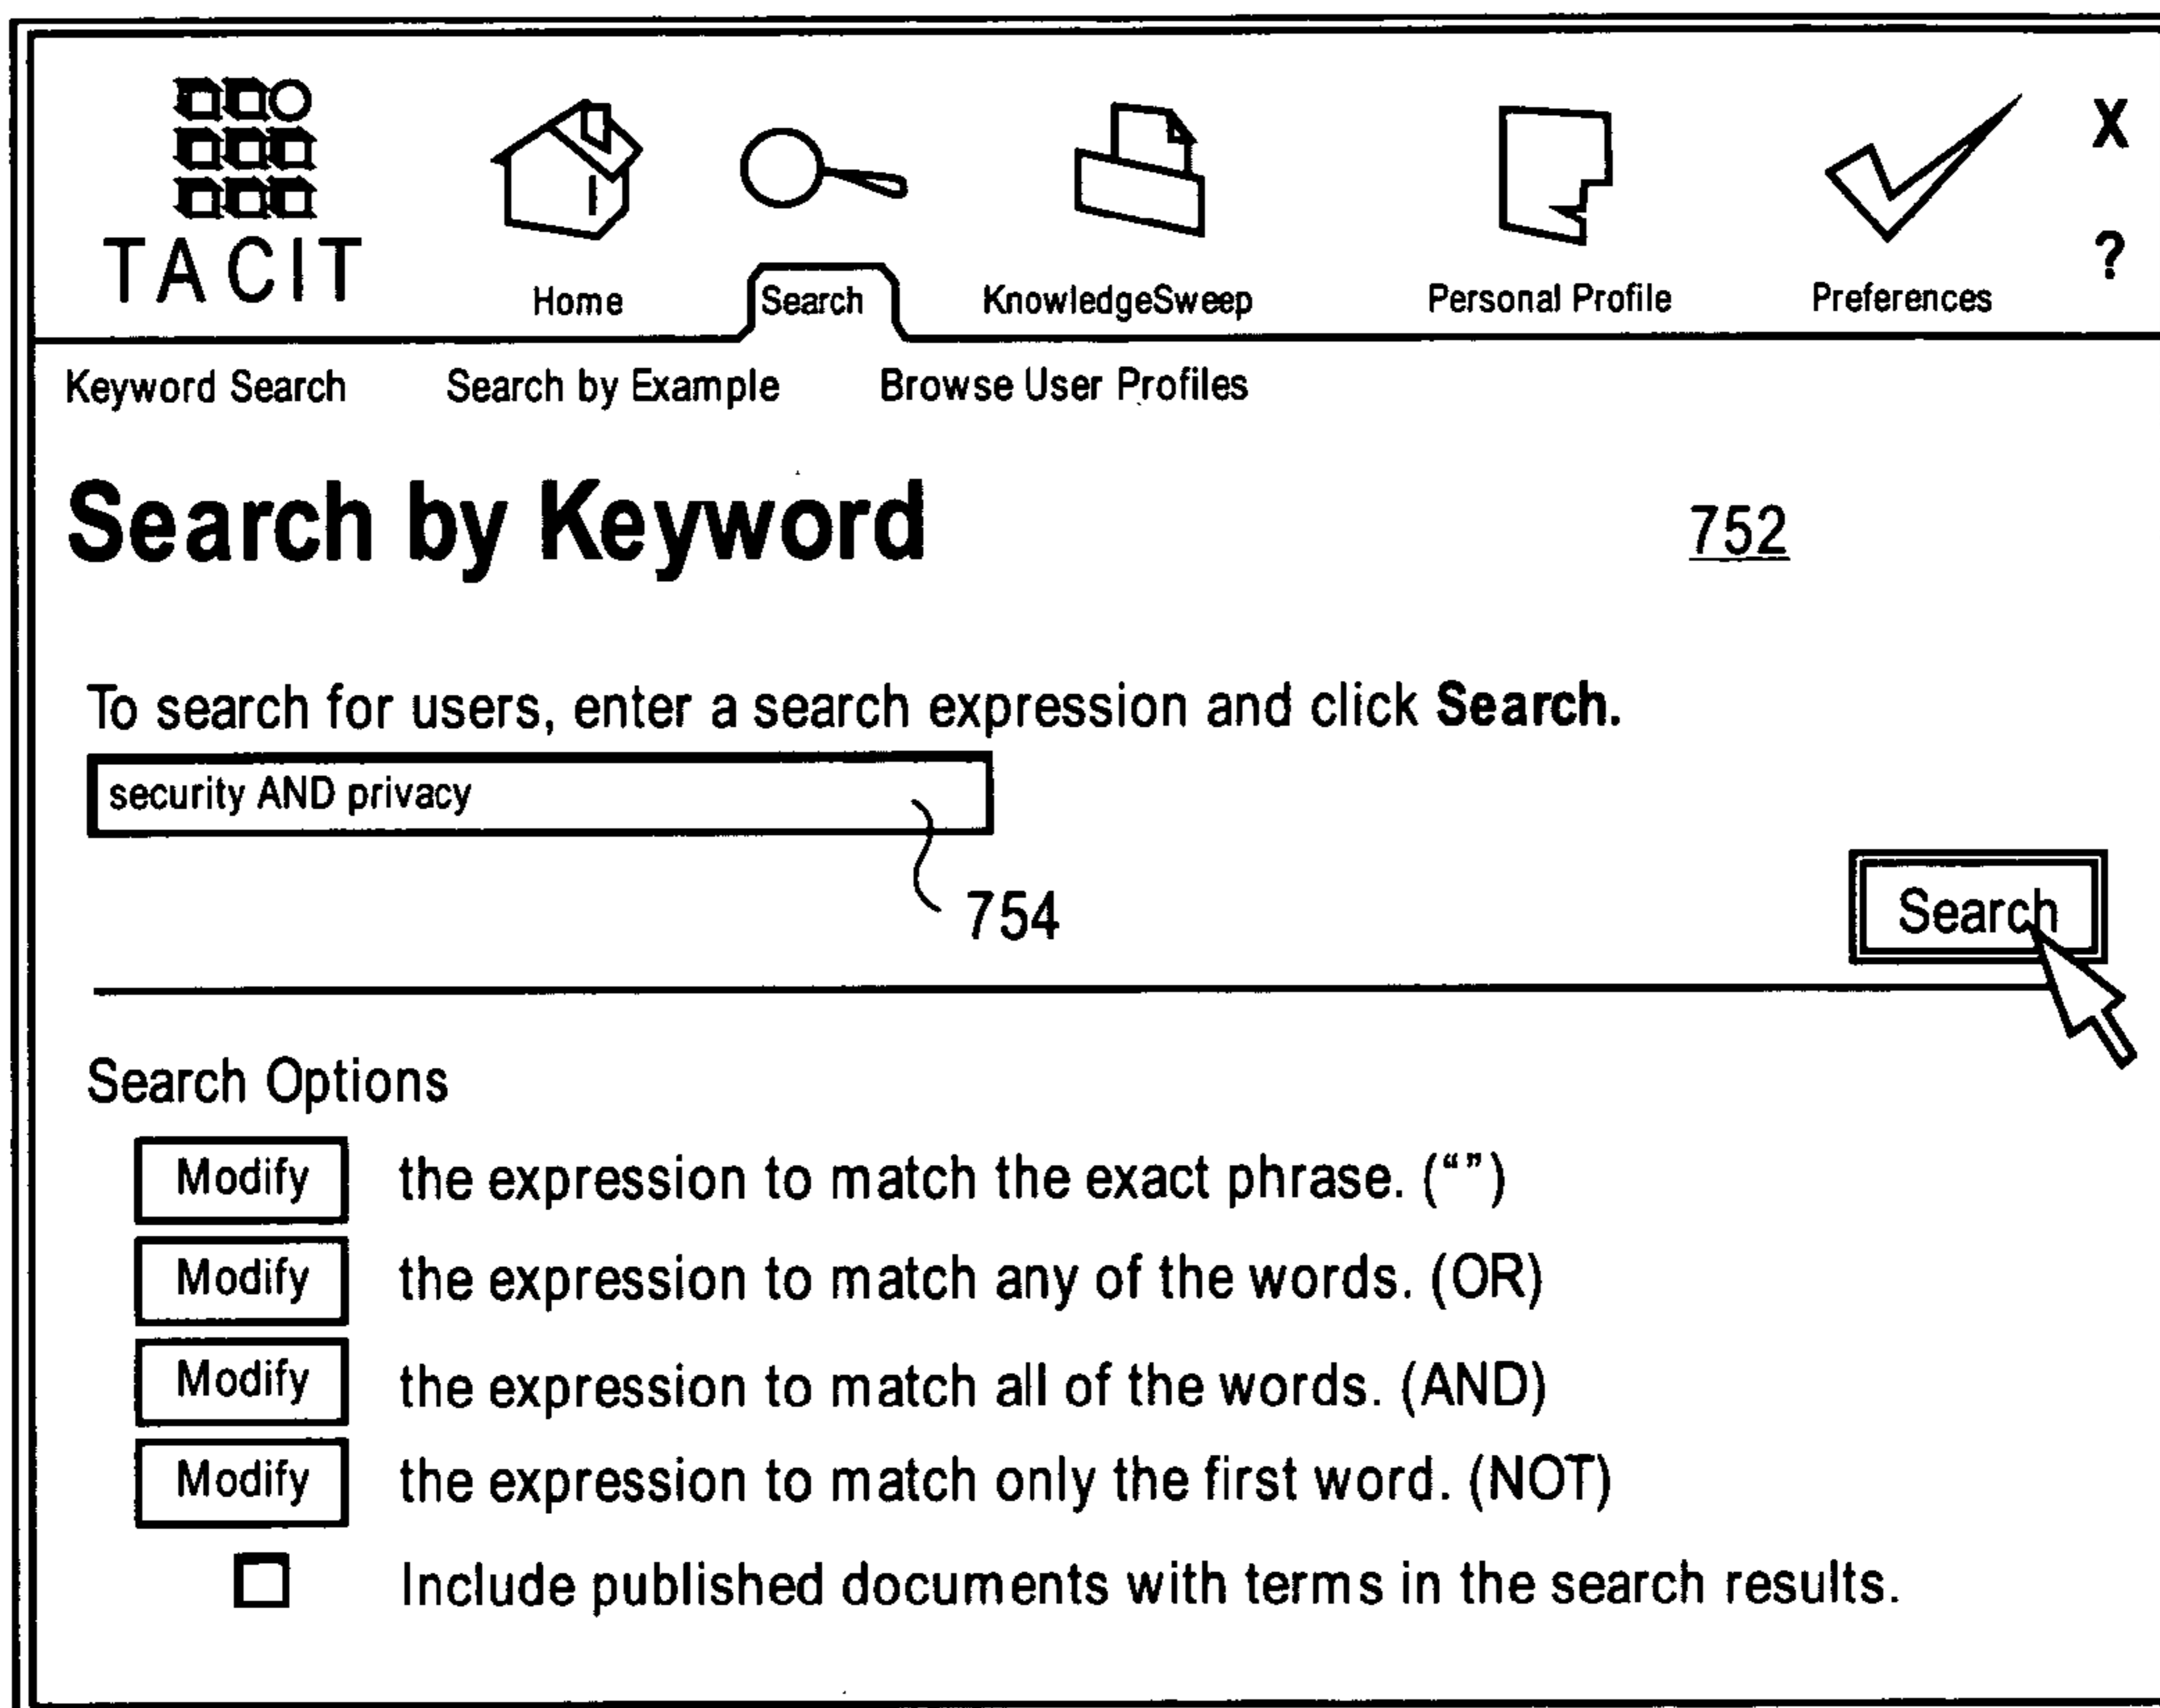 X
?
TACIT
Home Search KnowledgeSweep Personal Profile Preferences
Keyword Search Search by Example Browse User Profiles
Search by Keyword 752
To search for users, enter a search expression and click Search.
security AND privacy
754
Search
Search Options
Modify the expression to match the exact phrase. (“”)
Modify the expression to match any of the words. (OR)
Modify the expression to match all of the words. (AND)
Modify the expression to match only the first word. (NOT)
Include published documents with terms in the search results.